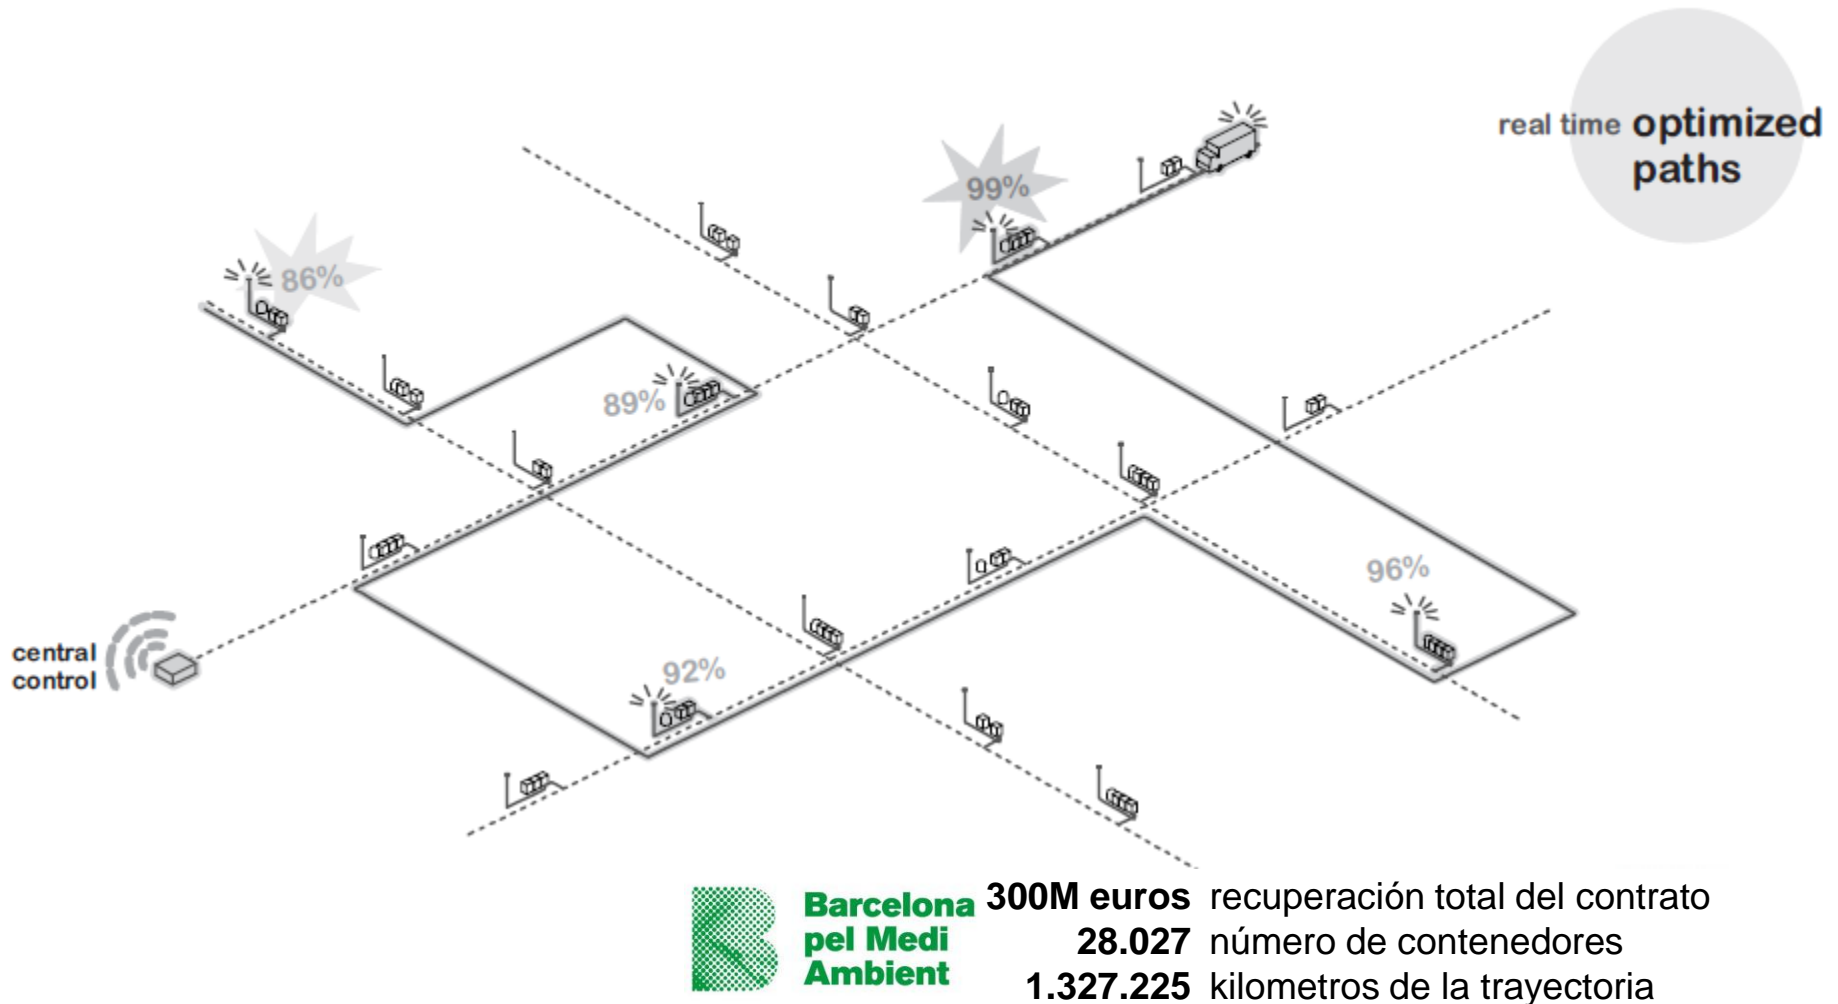 real time optimized
paths
99%
86%
89%
96%
92%
central
control
Barcelona
pel Medi
Ambient
300M euros recuperación total del contrato
28.027 número de contenedores
1.327.225 kilometros de la trayectoria